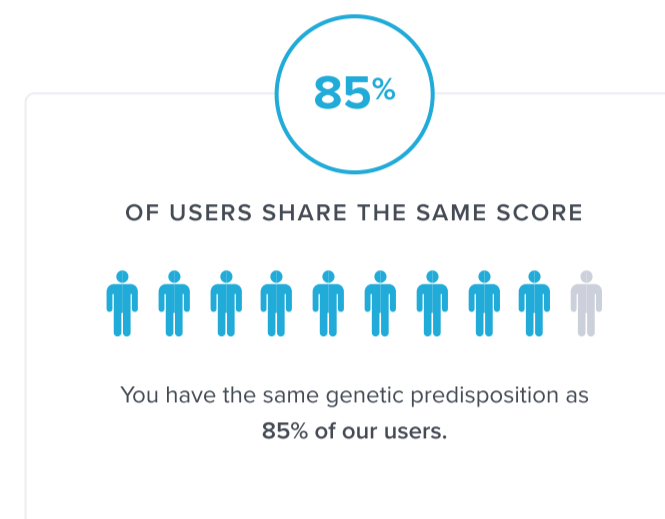 85%
OF USERS SHARE THE SAME SCORE
You have the same genetic predisposition as
85% of our users.